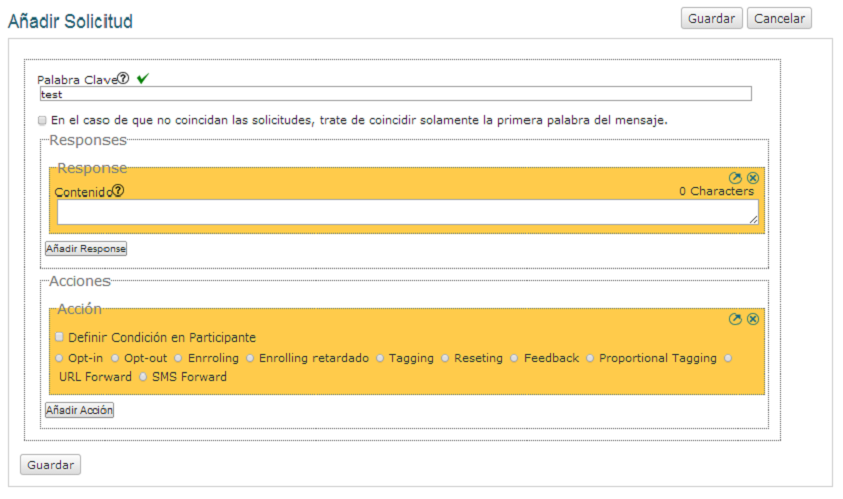 Añadir Solicitud
Guardar Cancelar
Palabra Clave?
test
En el caso de que no coincidan las solicitudes, trate de coincidir solamente la primera palabra del mensaje.
Responses
Response
Contenido?
0 Characters
Añadir Response
Acciones
Acción
Definir Condición en Participante
Opt-in Opt-out Enrroling Enrolling retardado Tagging Reseting Feedback Proportional Tagging
URL Forward SMS Forward
Añadir Acción
Guardar